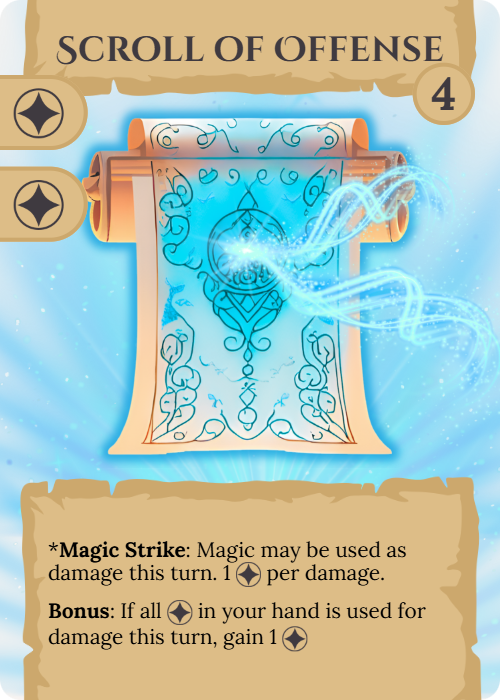 Scroll of Offense
4
*Magic Strike: Magic may be used as
damage this turn. 1 per damage.
Bonus: If all in your hand is used for
damage this turn, gain 1